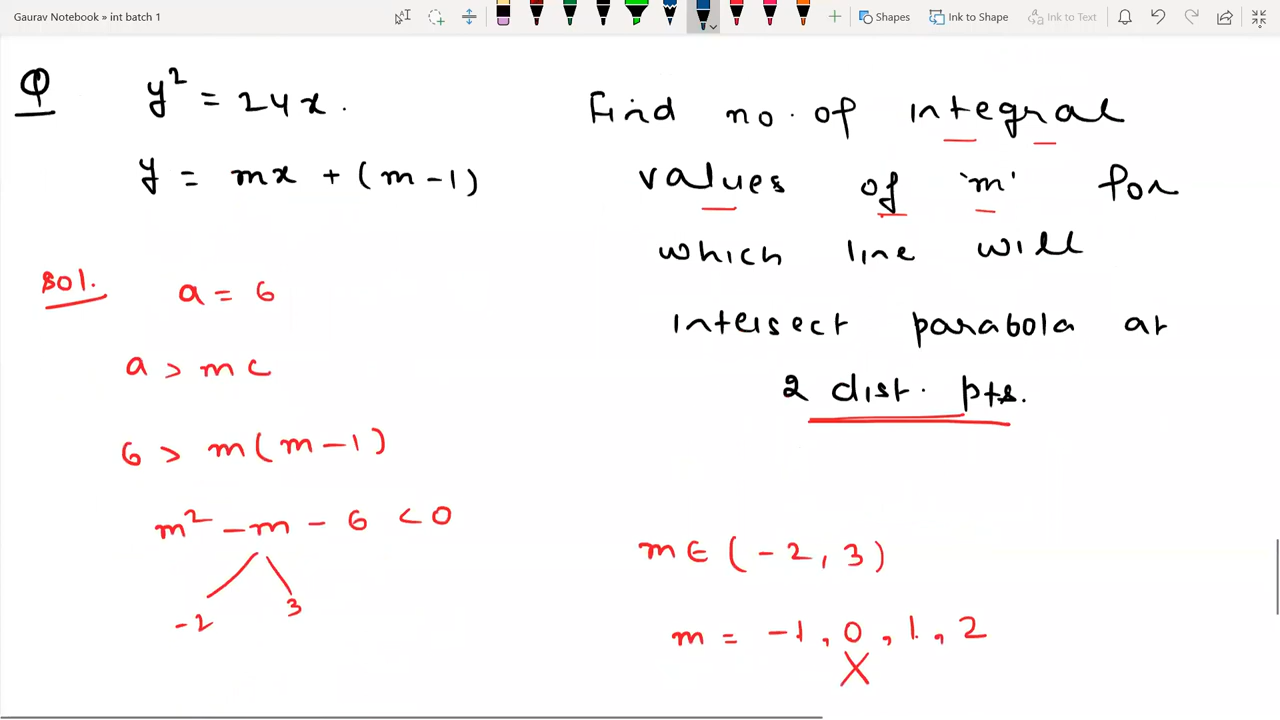 Gaurav Notebook » int batch 1
Shapes
Ink to Shape
Ink to Text
Q
y² = 24x.
y = mx + (m-1)
Find no. of integral
values of 'm' for
which line will
intersect parabola at
2 dist. pts.
Sol.
a = 6
a > mc
6 > m(m-1)
m² - m - 6 < 0
-2 3
m ∈ (-2, 3)
m = -1, 0, 1, 2
X